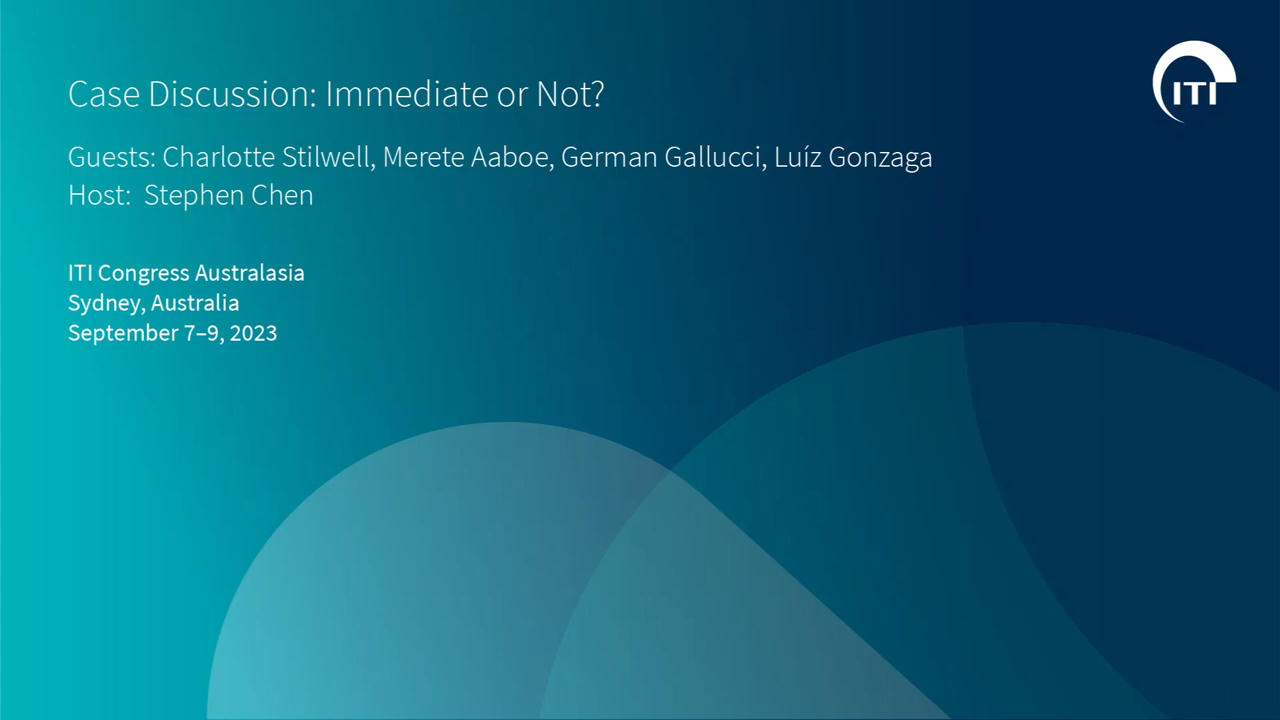 Case Discussion: Immediate or Not?
Guests: Charlotte Stilwell, Merete Aaboe, German Gallucci, Luíz Gonzaga
Host: Stephen Chen
ITI Congress Australasia
Sydney, Australia
September 7–9, 2023
ITI